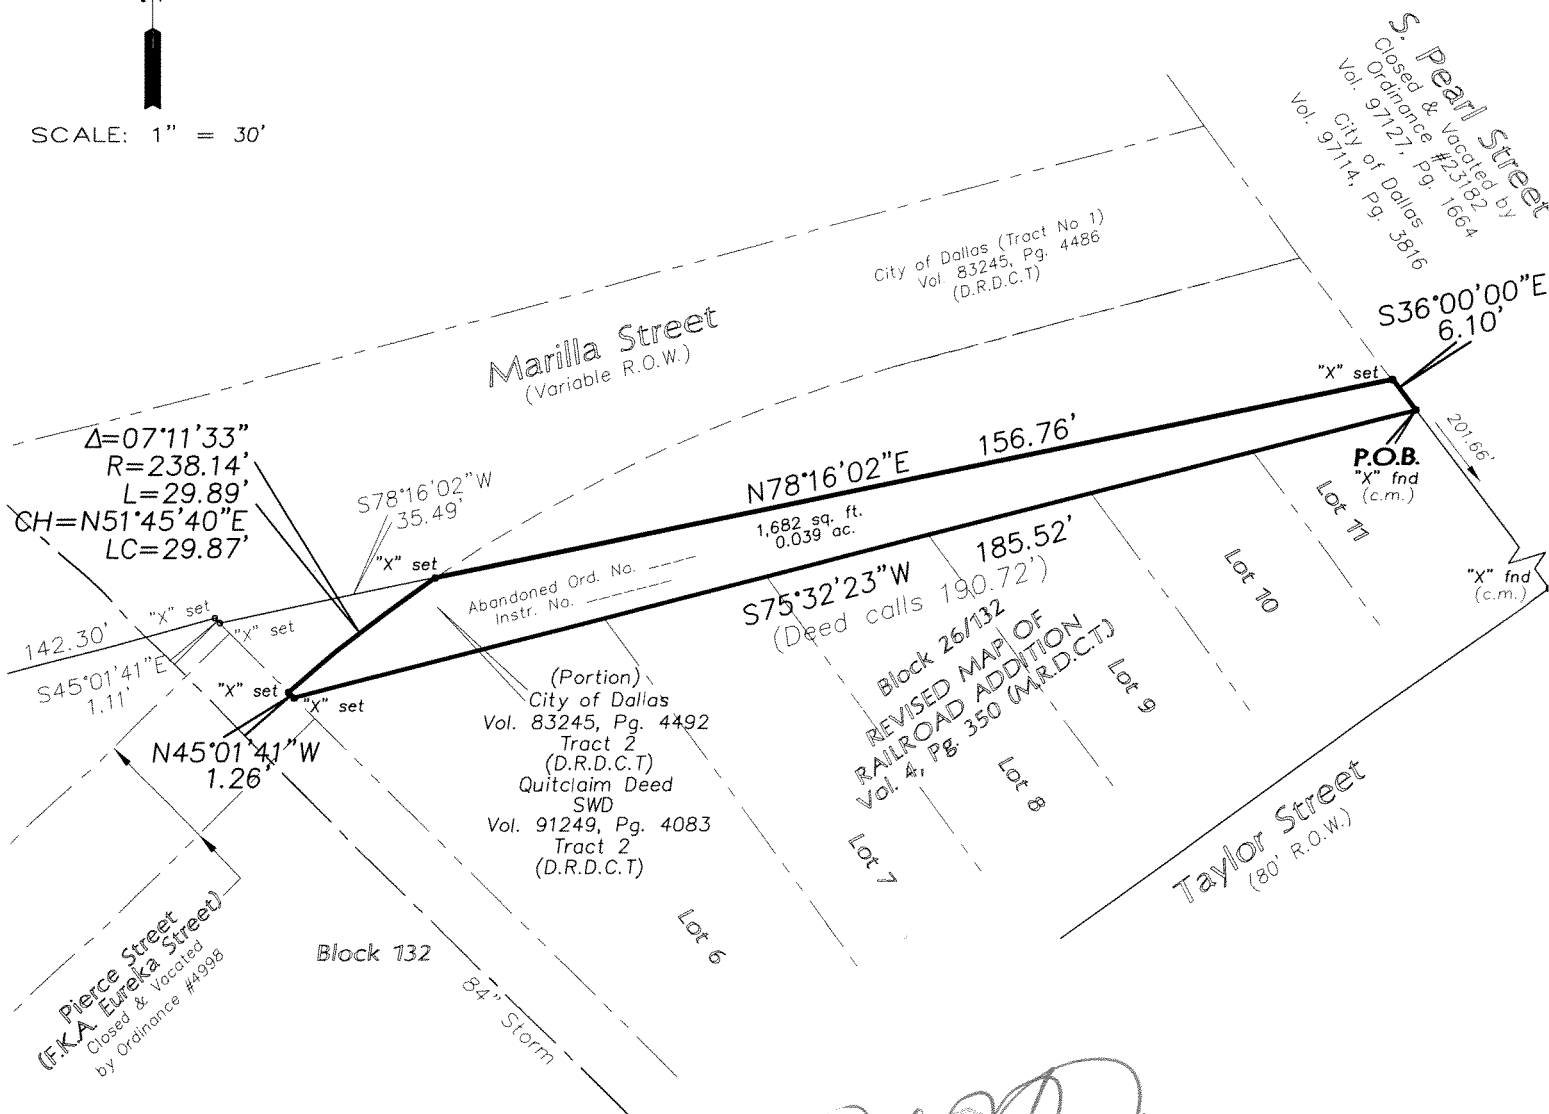 SCALE: 1" = 30'
S. Pearl Street
Closed & Vacated by
Ordinance #23182
Vol. 97127, Pg. 1664
City of Dallas
Vol. 97114, Pg. 3816
City of Dallas (Tract No 1)
Vol. 83245, Pg. 4486
(D.R.D.C.T)
S36°00'00"E
6.10'
Marilla Street
(Variable R.O.W.)
"X" set
Δ=07°11'33"
R=238.14'
L=29.89'
CH=N51°45'40"E
LC=29.87'
S78°16'02"W
35.49'
N78°16'02"E 156.76'
201.66'
P.O.B.
"X" fnd
(c.m.)
1,682 sq. ft.
0.039 ac.
"X" set
Abandoned Ord. No.
Instr. No.
S75°32'23"W 185.52'
(Deed calls 190.72')
Lot 11
Lot 10
"X" fnd
(c.m.)
"X" set
"X" set
142.30'
S45°01'41"E
1.11'
"X" set
"X" set
N45°01'41"W
1.26'
(Portion)
City of Dallas
Vol. 83245, Pg. 4492
Tract 2
(D.R.D.C.T)
Quitclaim Deed
SWD
Vol. 91249, Pg. 4083
Tract 2
(D.R.D.C.T)
Block 26/132
REVISED MAP OF
RAILROAD ADDITION
Vol. 4, Pg. 350 (M.R.D.C.T.)
Lot 9
Lot 8
Lot 7
Lot 6
Taylor Street
(80' R.O.W.)
Pierce Street
(F.K.A. Eureka Street)
Closed & Vacated
by Ordinance #4998
Block 132
84" Storm